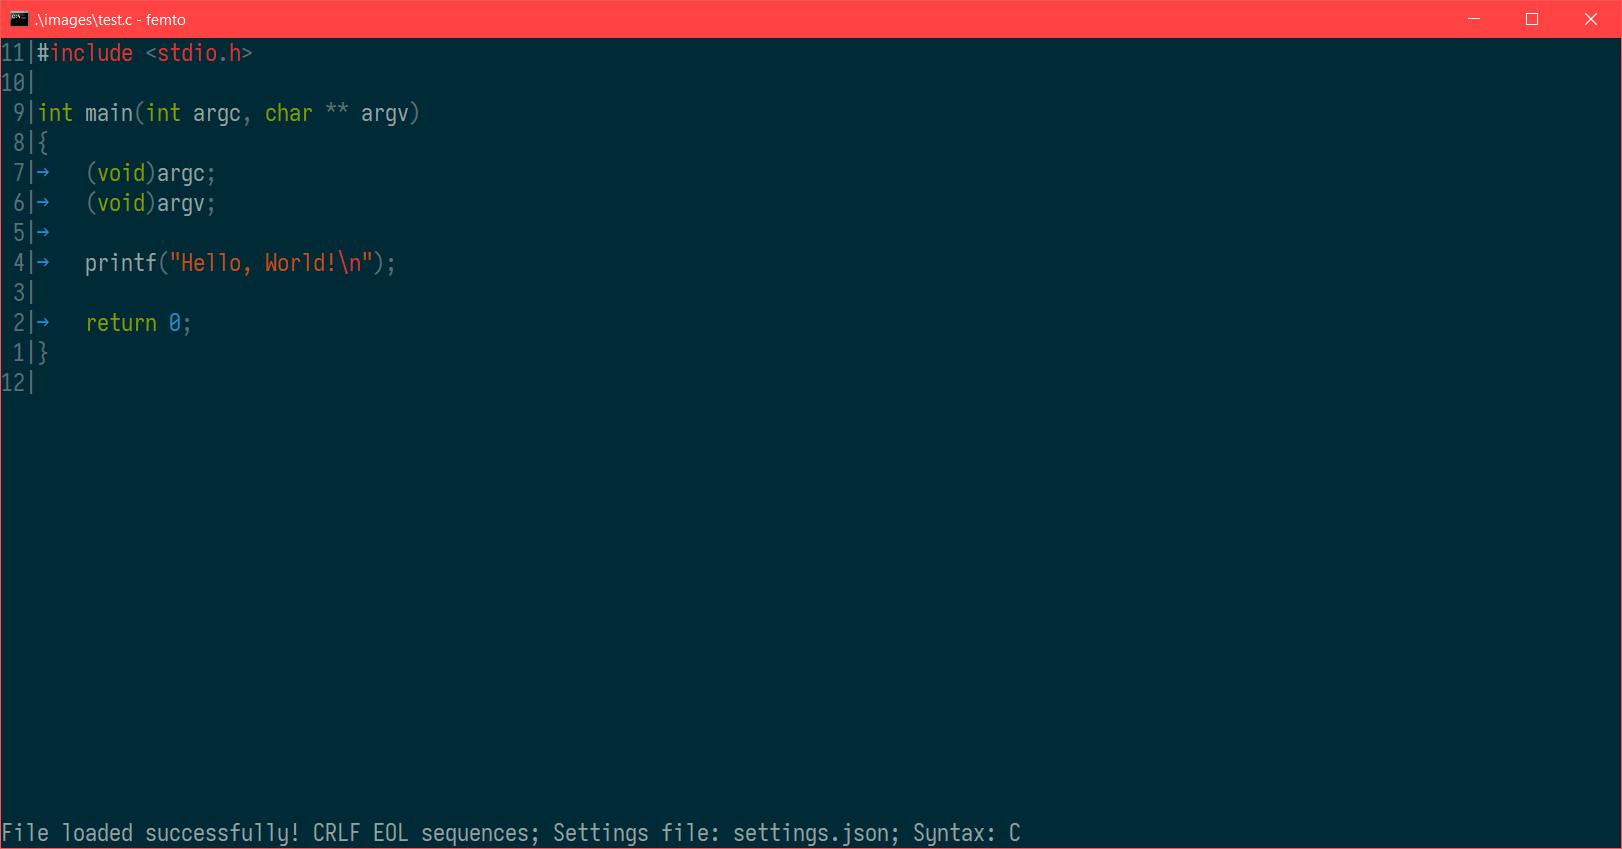 .\images\test.c - femto
11|#include <stdio.h>
10|
 9|int main(int argc, char ** argv)
 8|{
 7|→   (void)argc;
 6|→   (void)argv;
 5|→
 4|→   printf("Hello, World!\n");
 3|
 2|→   return 0;
 1|}
12|
File loaded successfully! CRLF EOL sequences; Settings file: settings.json; Syntax: C